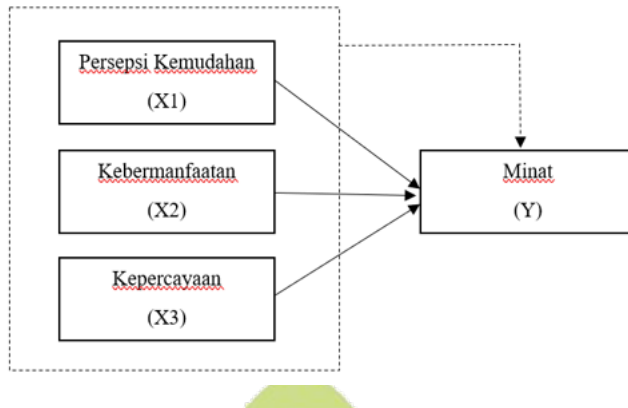 Persepsi Kemudahan
(X1)
Kebermanfaatan
(X2)
Kepercayaan
(X3)
Minat
(Y)